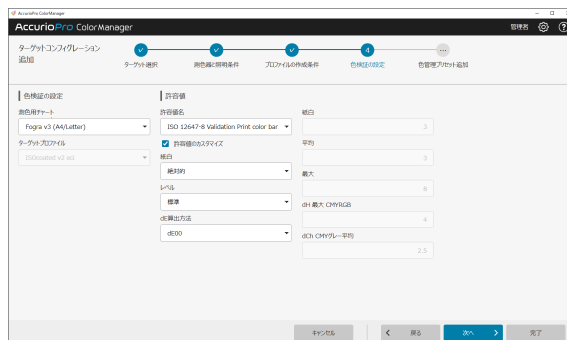 AccurioPro ColorManager
AccurioPro ColorManager
管理者
ターゲットコンフィグレーション
追加
4
ターゲット選択
測色器と照明条件
プロファイルの作成条件
色検証の設定
色管理プリセット追加
色検証の設定
測色用チャート
Fogra v3 (A4/Letter)
ターゲットプロファイル
ISOcoated v2 eci
許容値
許容値名
ISO 12647-8 Validation Print color bar
許容値のカスタマイズ
紙白
絶対的
レベル
標準
dE算出方法
dE00
紙白
3
平均
3
最大
8
dH 最大 CMYRGB
4
dCh CMYグレー平均
2.5
キャンセル
戻る
次へ
完了